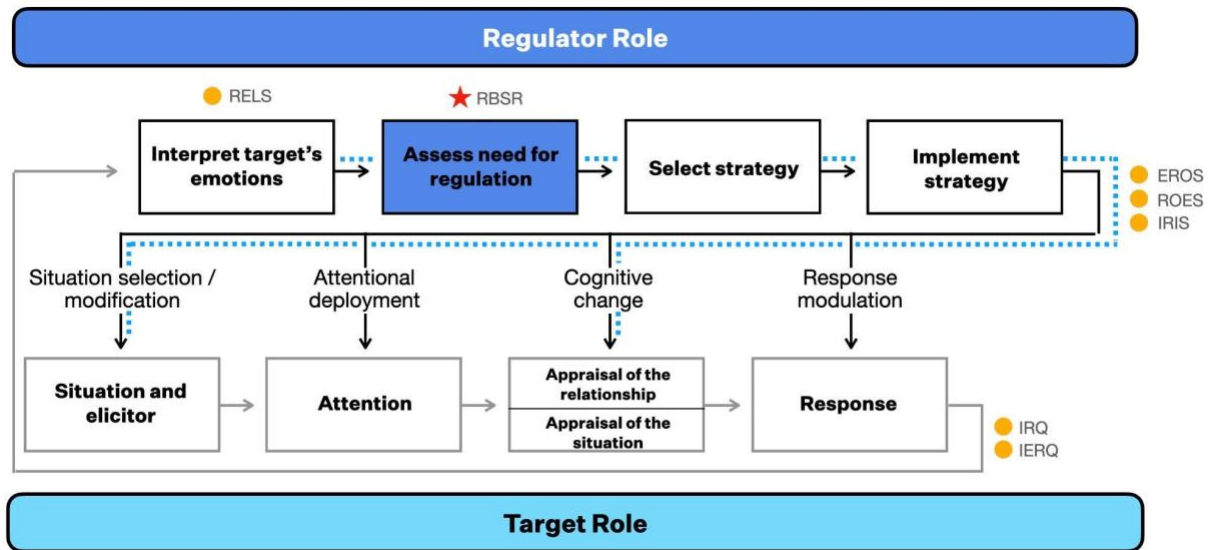 Regulator Role
RELS
RBSR
Interpret target's
emotions
Assess need for
regulation
Select strategy
Implement
strategy
EROS
ROES
IRIS
Situation selection /
modification
Attentional
deployment
Cognitive
change
Response
modulation
Situation and
elicitor
Attention
Appraisal of the
relationship
Appraisal of the
situation
Response
IRQ
IERQ
Target Role